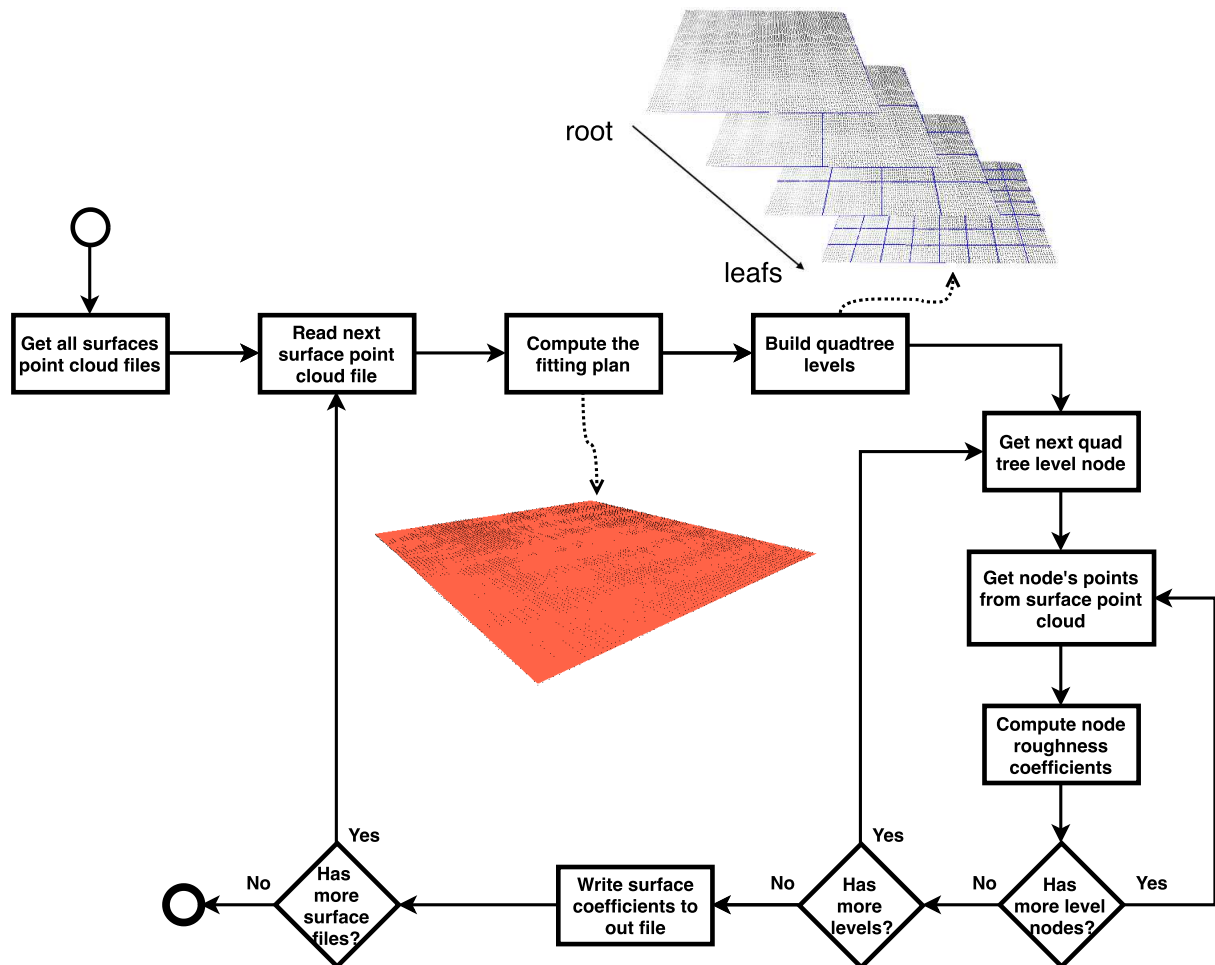 root
leafs
Get all surfaces
point cloud files
Read next
surface point
cloud file
Compute the
fitting plan
Build quadtree
levels
Get next quad
tree level node
Get node's points
from surface point
cloud
Compute node
roughness
coefficients
Has
more level
nodes?
Yes
No
Has
more
levels?
Yes
No
Write surface
coefficients to
out file
Has
more
surface
files?
Yes
No